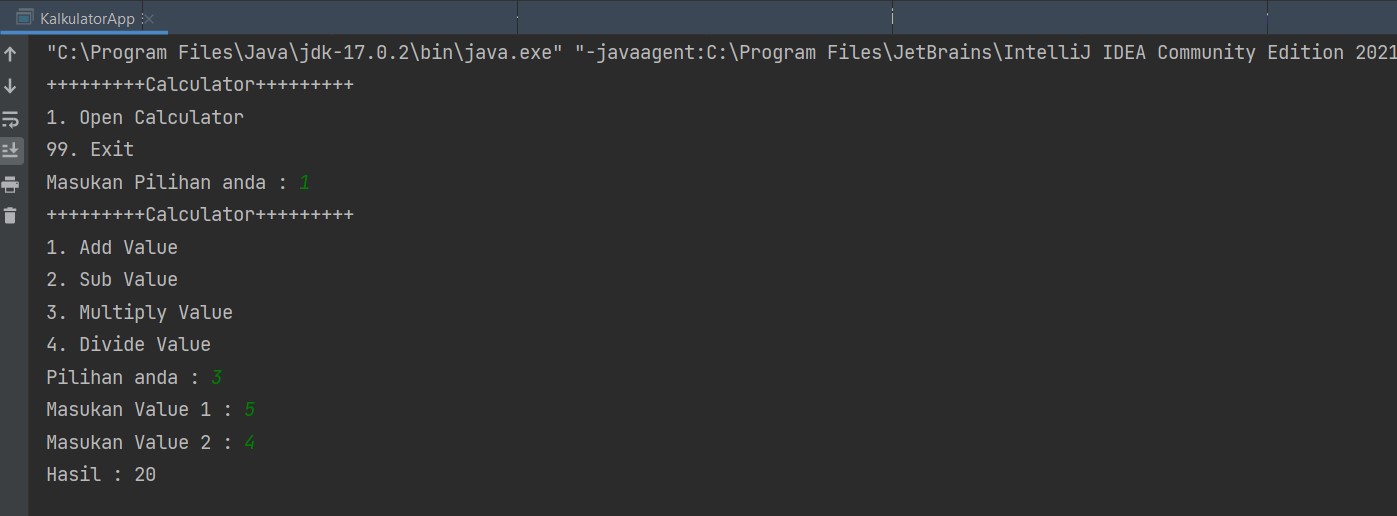 KalkulatorApp
"C:\Program Files\Java\jdk-17.0.2\bin\java.exe" "-javaagent:C:\Program Files\JetBrains\IntelliJ IDEA Community Edition 2021
+++++++++Calculator+++++++++
1. Open Calculator
99. Exit
Masukan Pilihan anda : 1
+++++++++Calculator+++++++++
1. Add Value
2. Sub Value
3. Multiply Value
4. Divide Value
Pilihan anda : 3
Masukan Value 1 : 5
Masukan Value 2 : 4
Hasil : 20